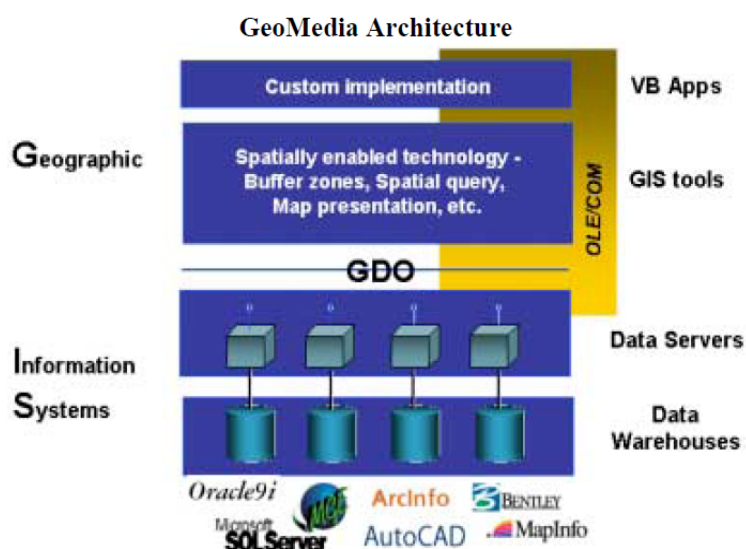 GeoMedia Architecture
Custom implementation
VB Apps
Geographic
Spatially enabled technology -
Buffer zones, Spatial query,
Map presentation, etc.
GIS tools
OLE/COM
GDO
Information
Systems
Data Servers
Data
Warehouses
Oracle9i
MGE
ArcInfo
BENTLEY
Microsoft
SQLServer
AutoCAD
MapInfo